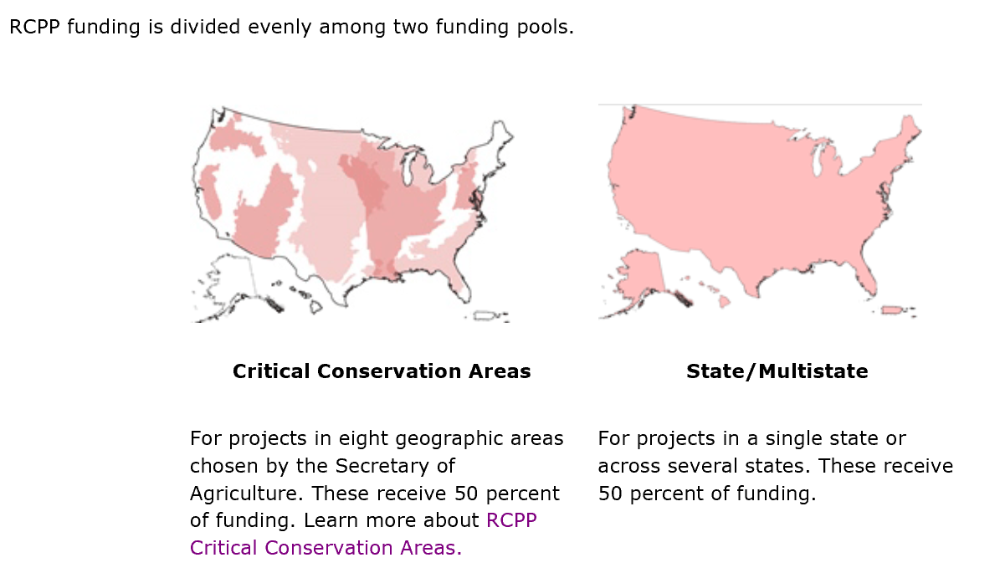 RCPP funding is divided evenly among two funding pools.
Critical Conservation Areas
For projects in eight geographic areas
chosen by the Secretary of
Agriculture. These receive 50 percent
of funding. Learn more about RCPP
Critical Conservation Areas.
State/Multistate
For projects in a single state or
across several states. These receive
50 percent of funding.